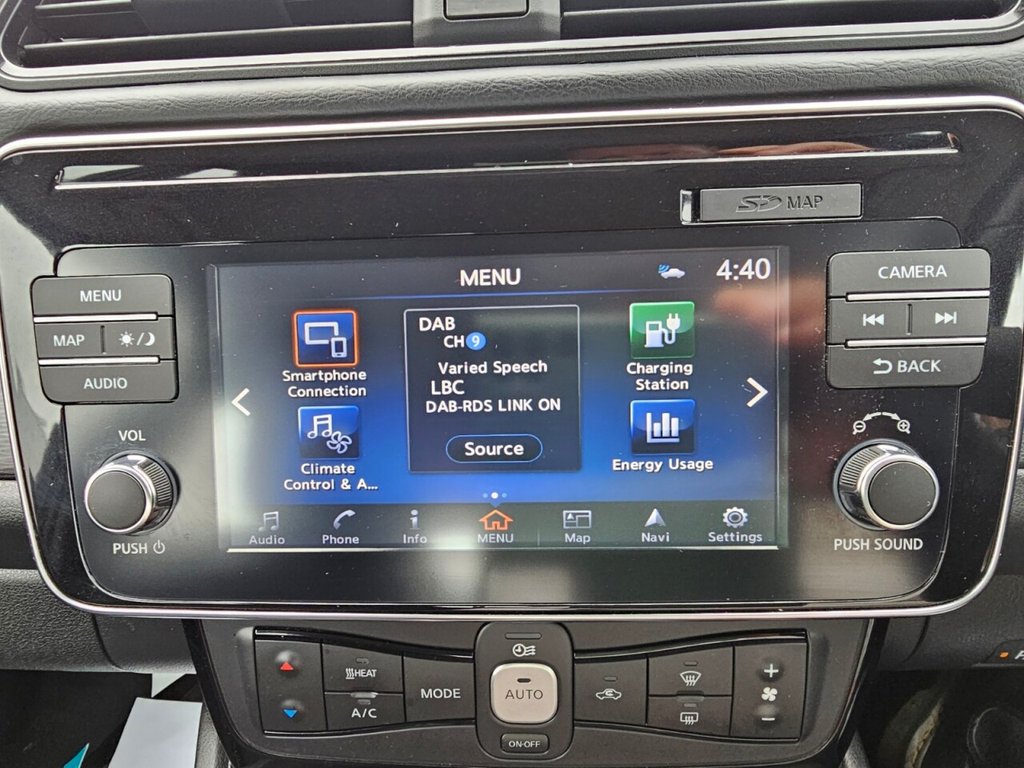 SD MAP
MENU
4:40
MENU
MAP
AUDIO
CAMERA
BACK
DAB
CH 9
Varied Speech
LBC
DAB-RDS LINK ON
Source
Smartphone
Connection
Climate
Control & A...
Charging
Station
Energy Usage
Audio
Phone
Info
MENU
Map
Navi
Settings
VOL
PUSH
PUSH SOUND
HEAT
A/C
MODE
AUTO
ON·OFF